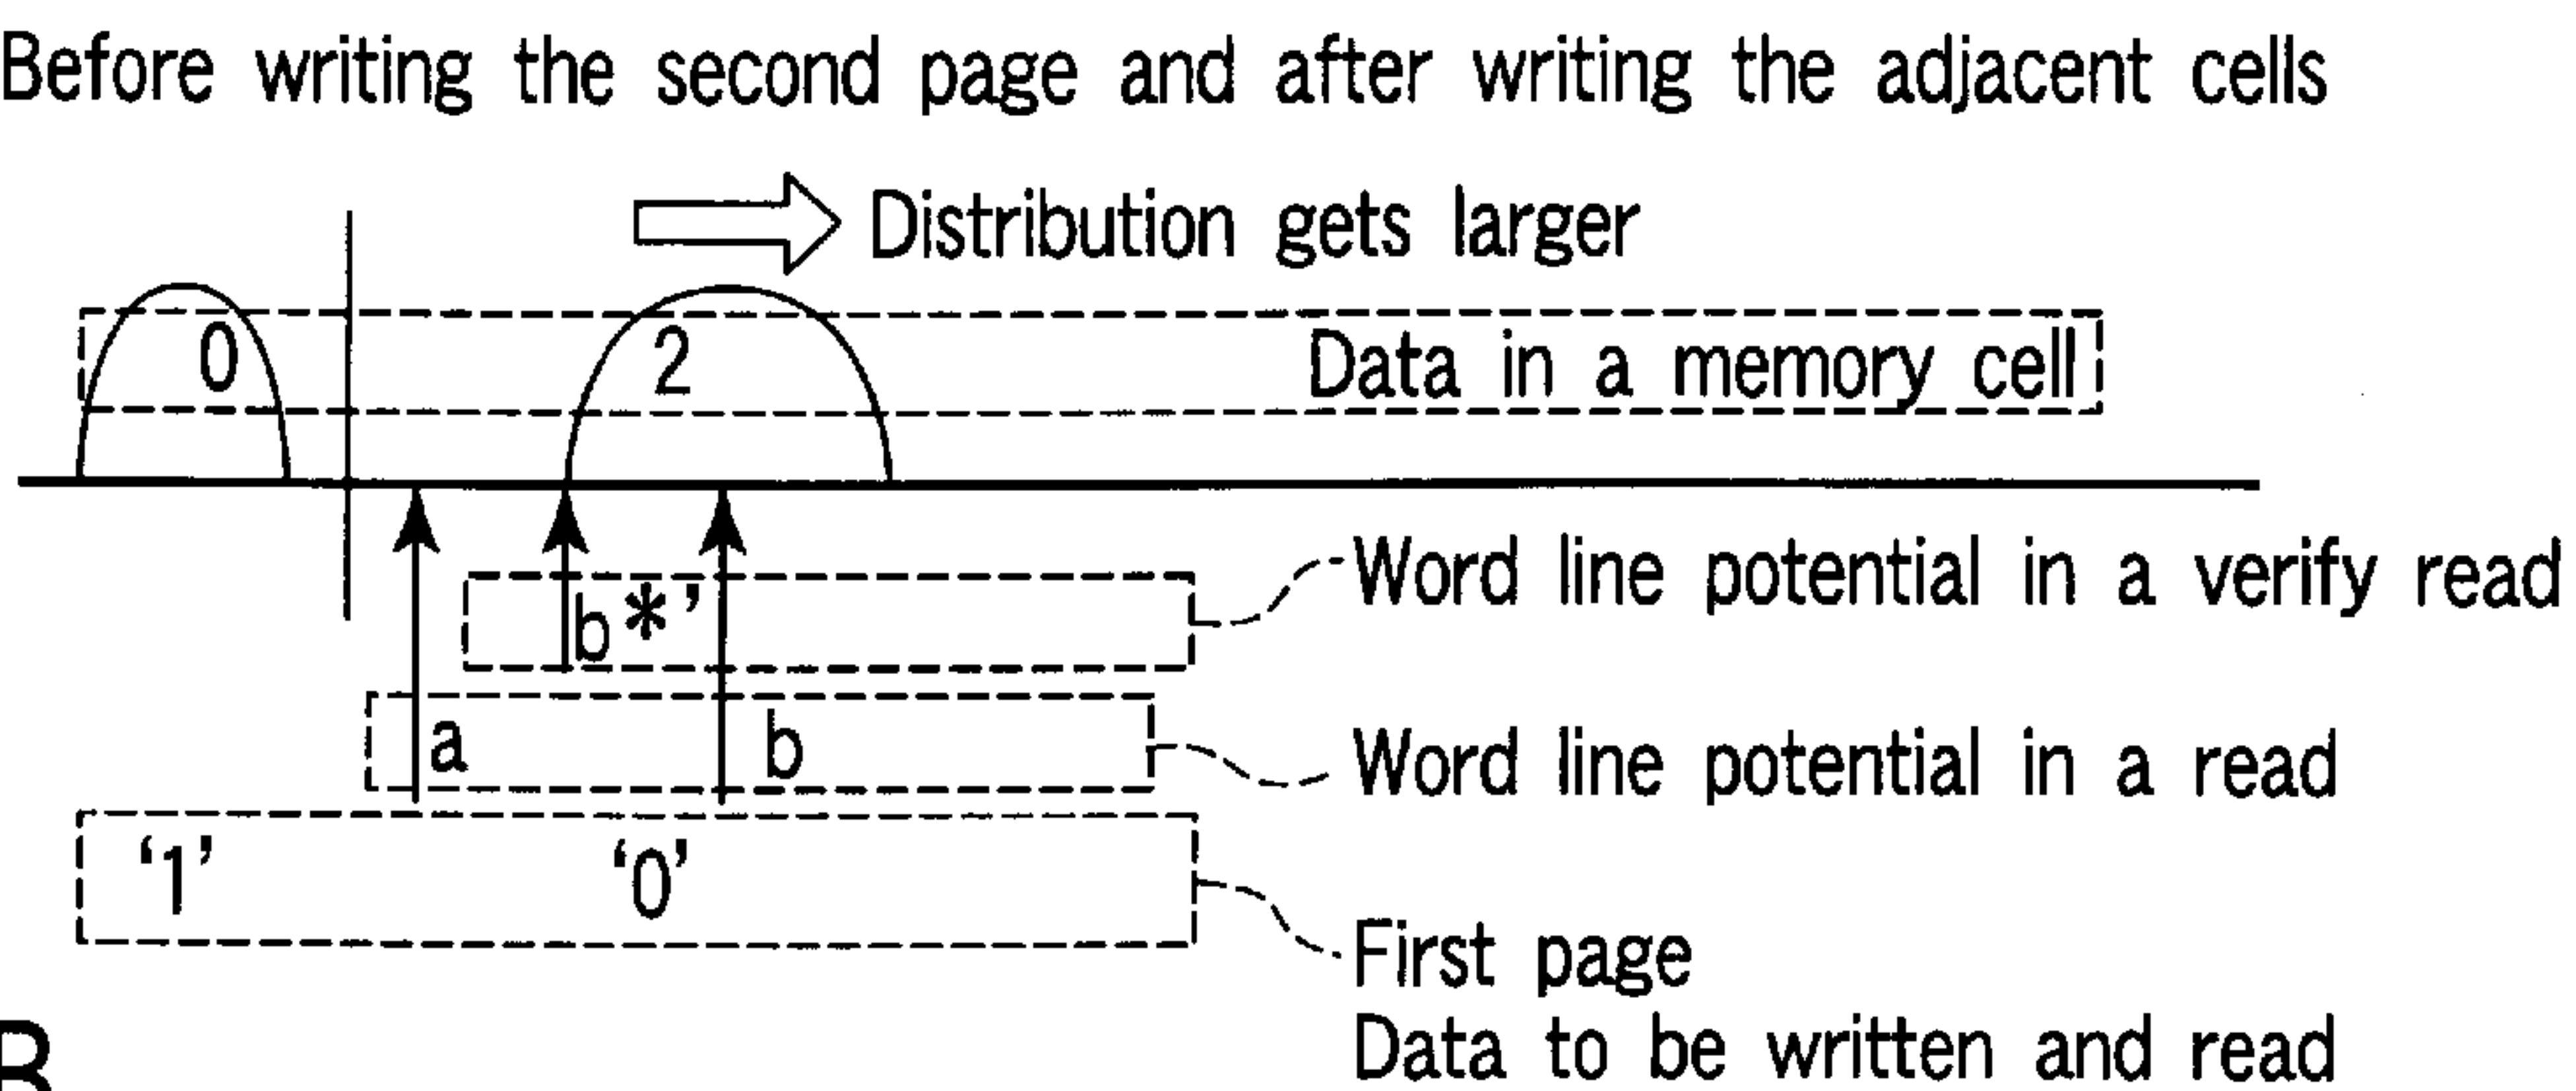 Before writing the second page and after writing the adjacent cells
Distribution gets larger
0 2 Data in a memory cell
Word line potential in a verify read
b*’
a b
Word line potential in a read
‘1’ ‘0’
First page
Data to be written and read
B